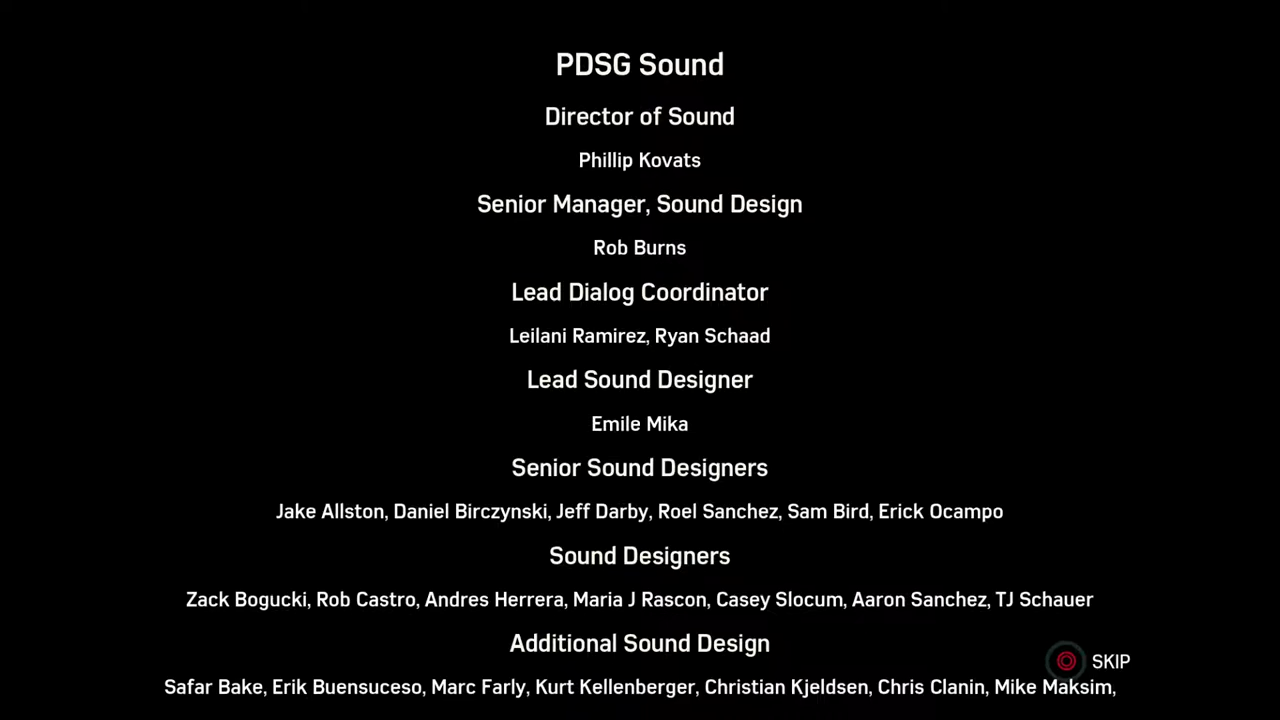 PDSG Sound
Director of Sound
Phillip Kovats
Senior Manager, Sound Design
Rob Burns
Lead Dialog Coordinator
Leilani Ramirez, Ryan Schaad
Lead Sound Designer
Emile Mika
Senior Sound Designers
Jake Allston, Daniel Birczynski, Jeff Darby, Roel Sanchez, Sam Bird, Erick Ocampo
Sound Designers
Zack Bogucki, Rob Castro, Andres Herrera, Maria J Rascon, Casey Slocum, Aaron Sanchez, TJ Schauer
Additional Sound Design
SKIP
Safar Bake, Erik Buensuceso, Marc Farly, Kurt Kellenberger, Christian Kjeldsen, Chris Clanin, Mike Maksim,